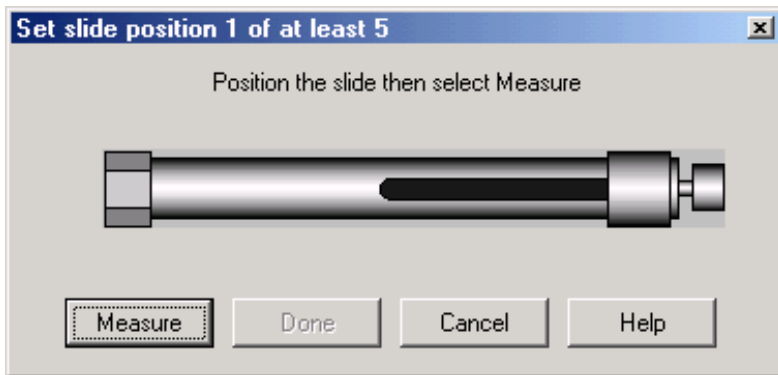 Set slide position 1 of at least 5
Position the slide then select Measure
Measure Done Cancel Help